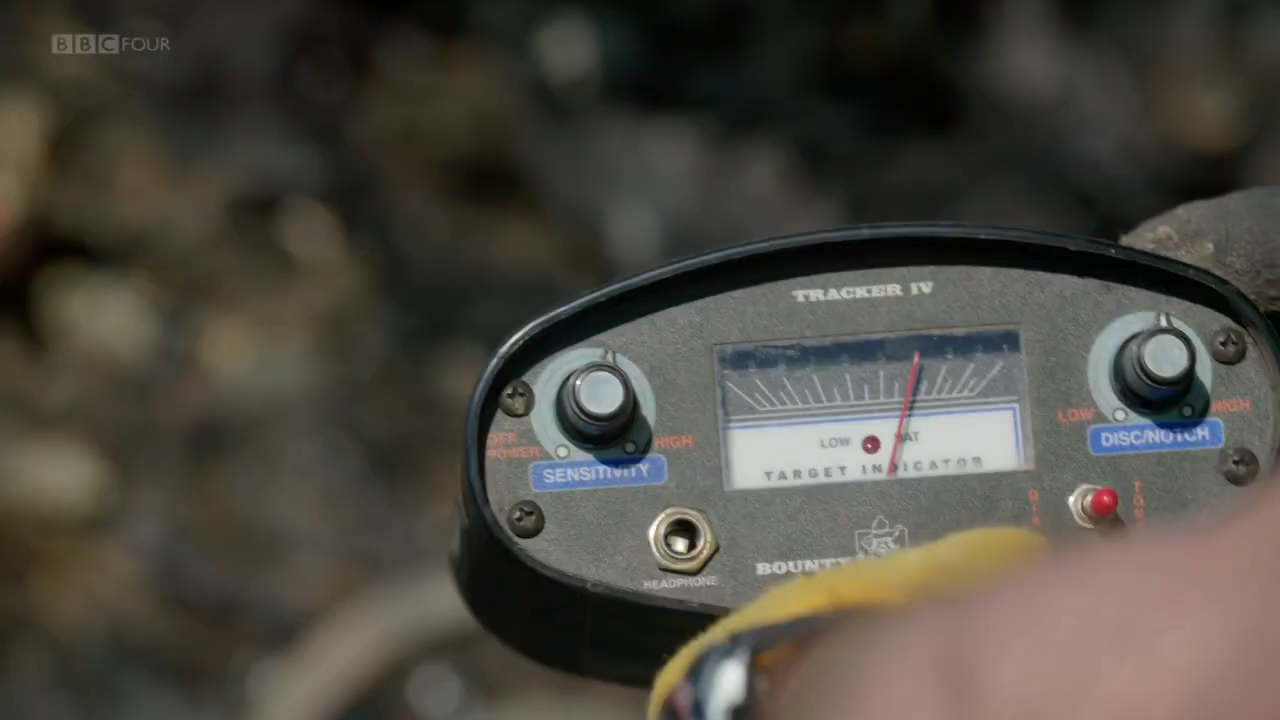 BBC FOUR
TRACKER IV
OFF
POWER
HIGH
SENSITIVITY
LOW
BAT
TARGET INDICATOR
LOW
HIGH
DISC/NOTCH
HEADPHONE